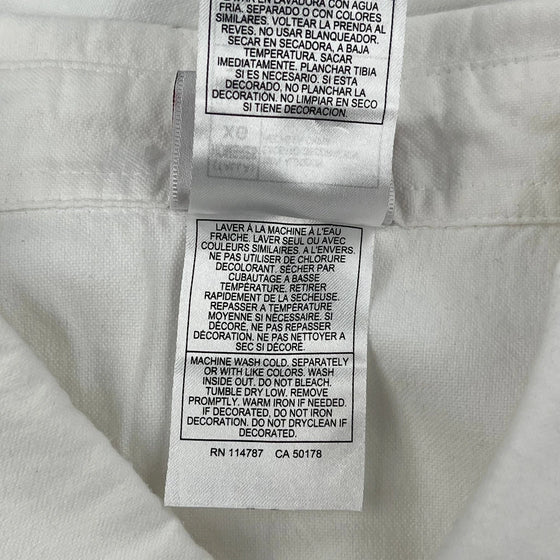 EN LAVADORA CON AGUA
FRÍA. SEPARADO O CON COLORES
SIMILARES. VOLTEAR LA PRENDA AL
REVES. NO USAR BLANQUEADOR.
SECAR EN SECADORA, A BAJA
TEMPERATURA. SACAR
IMEDIATAMENTE. PLANCHAR TIBIA
SI ES NECESARIO. SI ESTA
DECORADO, NO PLANCHAR LA
DECORATION. NO LIMPIAR EN SECO
SI TIENE DECORACION.
LAVER À LA MACHINE À L'EAU
FRAICHE. LAVER SEUL OU AVEC
COULEURS SIMILAIRES. A L'ENVERS.
NE PAS UTILISER DE CHLORURE
DECOLORANT. SÉCHER PAR
CUBAUTAGE A BASSE
TEMPÉRATURE. RETIRER
RAPIDEMENT DE LA SECHEUSE.
REPASSER A TEMPÉRATURE
MOYENNE SI NÉCESSAIRE. SI
DÉCORÉ, NE PAS REPASSER
DÉCORATION. NE PAS NETTOYER A
SEC SI DÉCORÉ.
MACHINE WASH COLD. SEPARATELY
OR WITH LIKE COLORS. WASH
INSIDE OUT. DO NOT BLEACH.
TUMBLE DRY LOW. REMOVE
PROMPTLY. WARM IRON IF NEEDED.
IF DECORATED, DO NOT IRON
DECORATION. DO NOT DRYCLEAN IF
DECORATED.
RN 114787 CA 50178